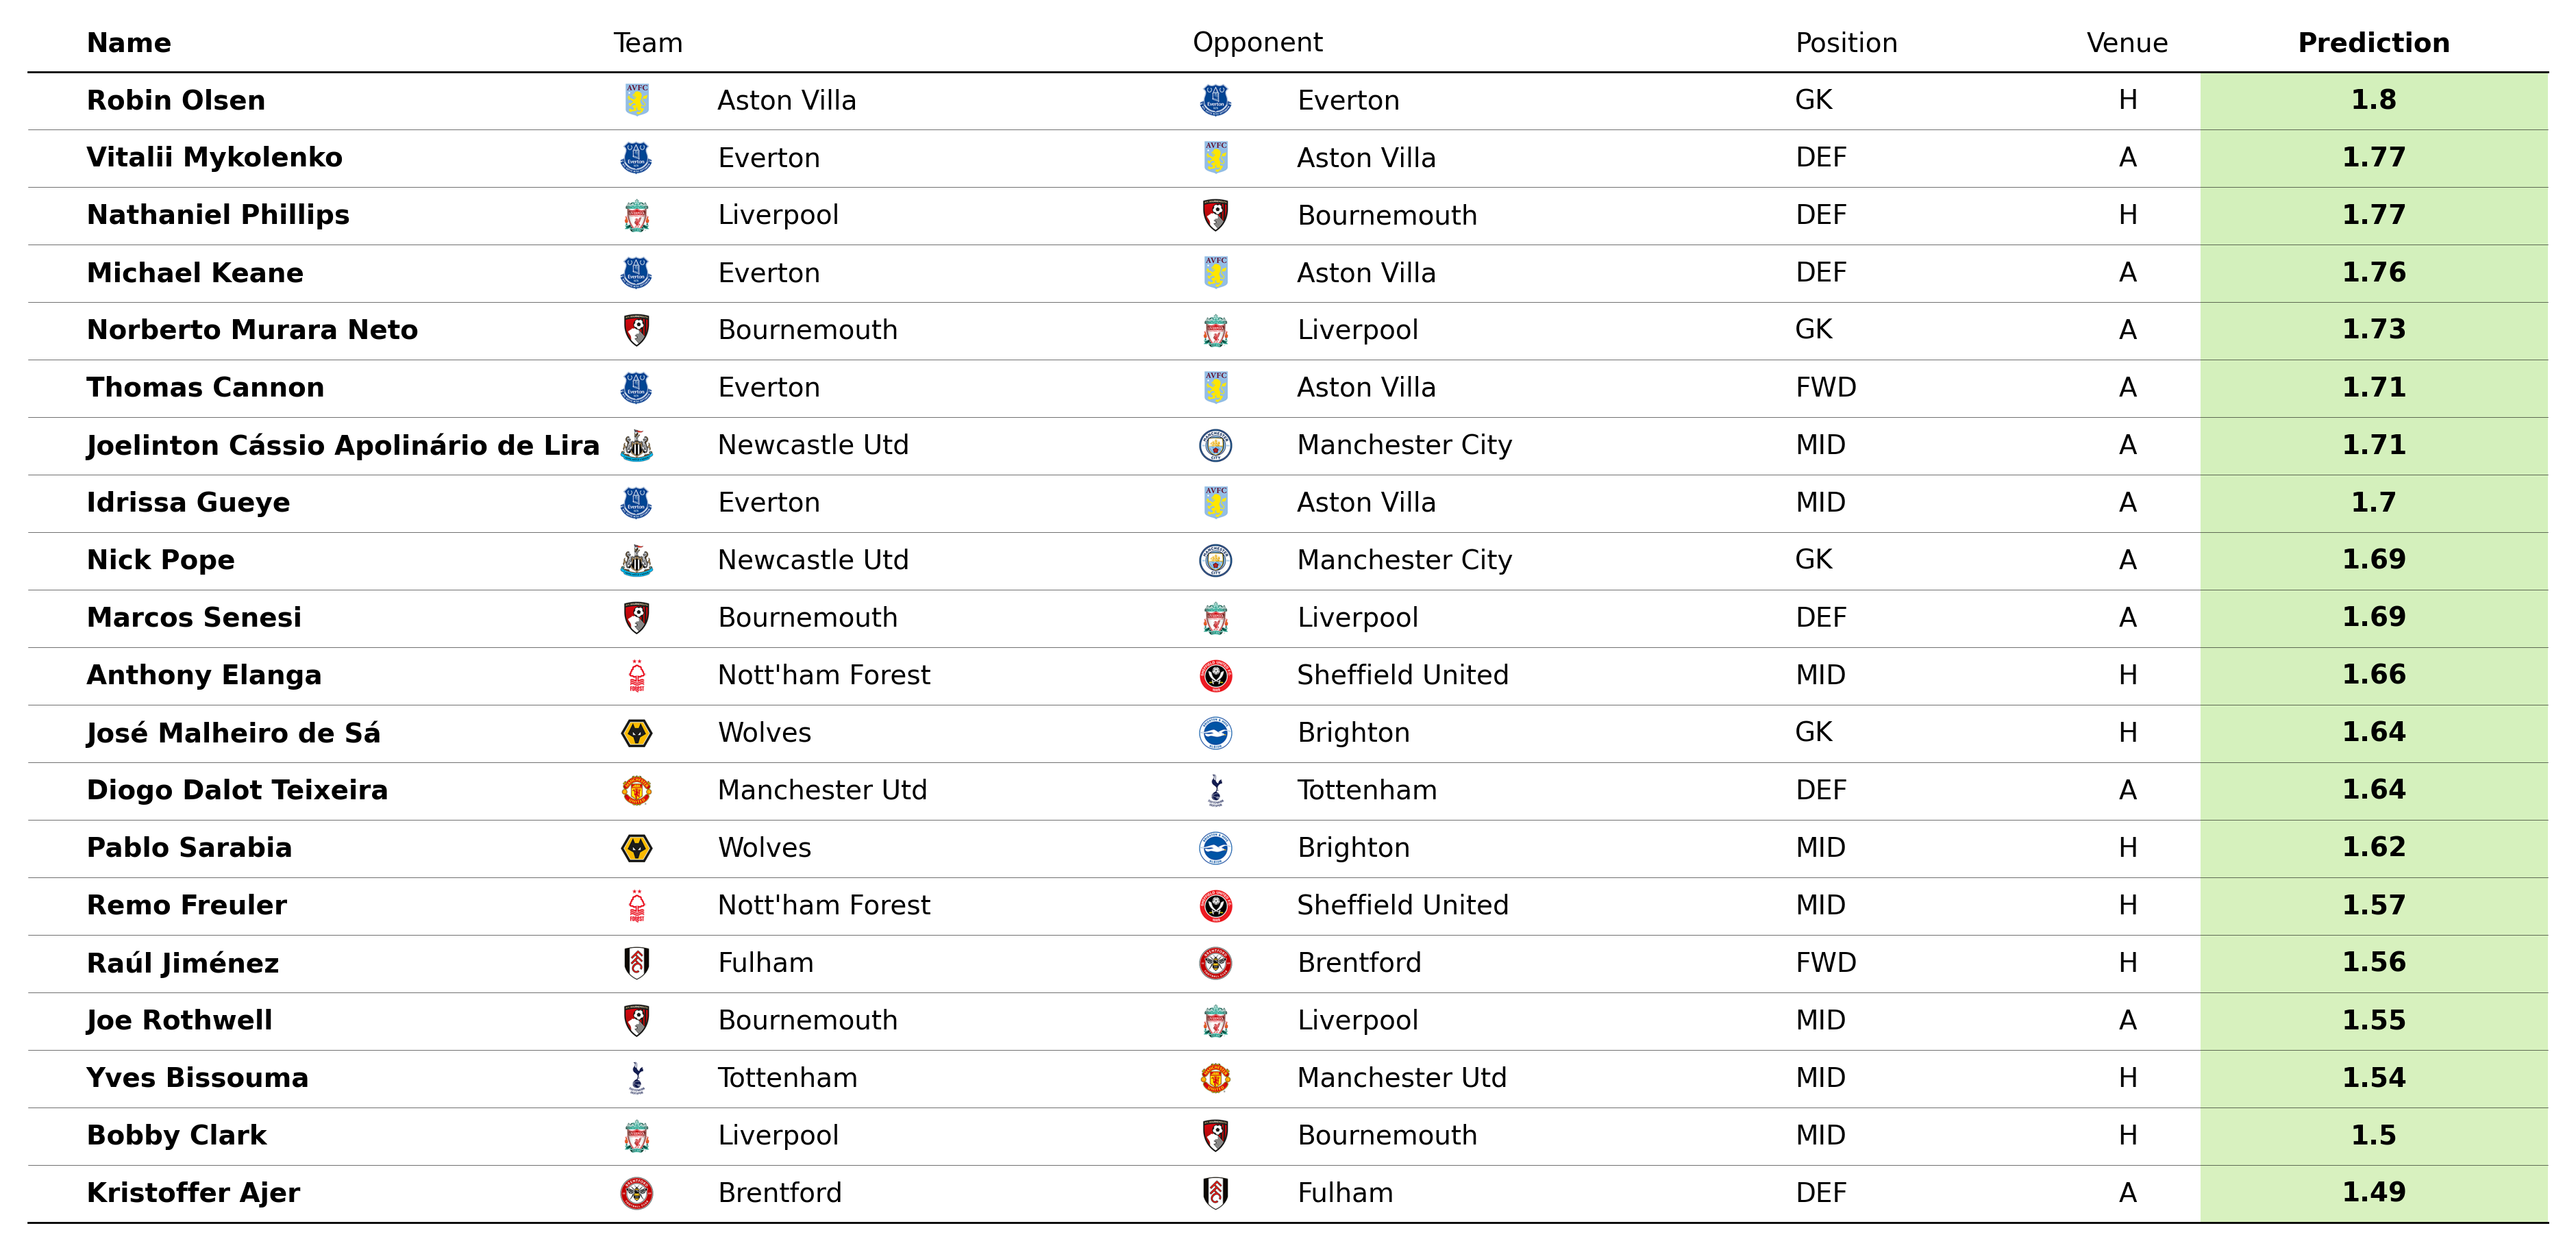 Name Team Opponent Position Venue Prediction
Robin Olsen Aston Villa Everton GK H 1.8
Vitalii Mykolenko Everton Aston Villa DEF A 1.77
Nathaniel Phillips Liverpool Bournemouth DEF H 1.77
Michael Keane Everton Aston Villa DEF A 1.76
Norberto Murara Neto Bournemouth Liverpool GK A 1.73
Thomas Cannon Everton Aston Villa FWD A 1.71
Joelinton Cássio Apolinário de Lira Newcastle Utd Manchester City MID A 1.71
Idrissa Gueye Everton Aston Villa MID A 1.7
Nick Pope Newcastle Utd Manchester City GK A 1.69
Marcos Senesi Bournemouth Liverpool DEF A 1.69
Anthony Elanga Nott'ham Forest Sheffield United MID H 1.66
José Malheiro de Sá Wolves Brighton GK H 1.64
Diogo Dalot Teixeira Manchester Utd Tottenham DEF A 1.64
Pablo Sarabia Wolves Brighton MID H 1.62
Remo Freuler Nott'ham Forest Sheffield United MID H 1.57
Raúl Jiménez Fulham Brentford FWD H 1.56
Joe Rothwell Bournemouth Liverpool MID A 1.55
Yves Bissouma Tottenham Manchester Utd MID H 1.54
Bobby Clark Liverpool Bournemouth MID H 1.5
Kristoffer Ajer Brentford Fulham DEF A 1.49